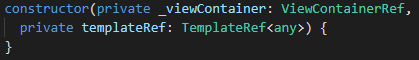 constructor(private _viewContainer: ViewContainerRef,
  private templateRef: TemplateRef<any>) {
}